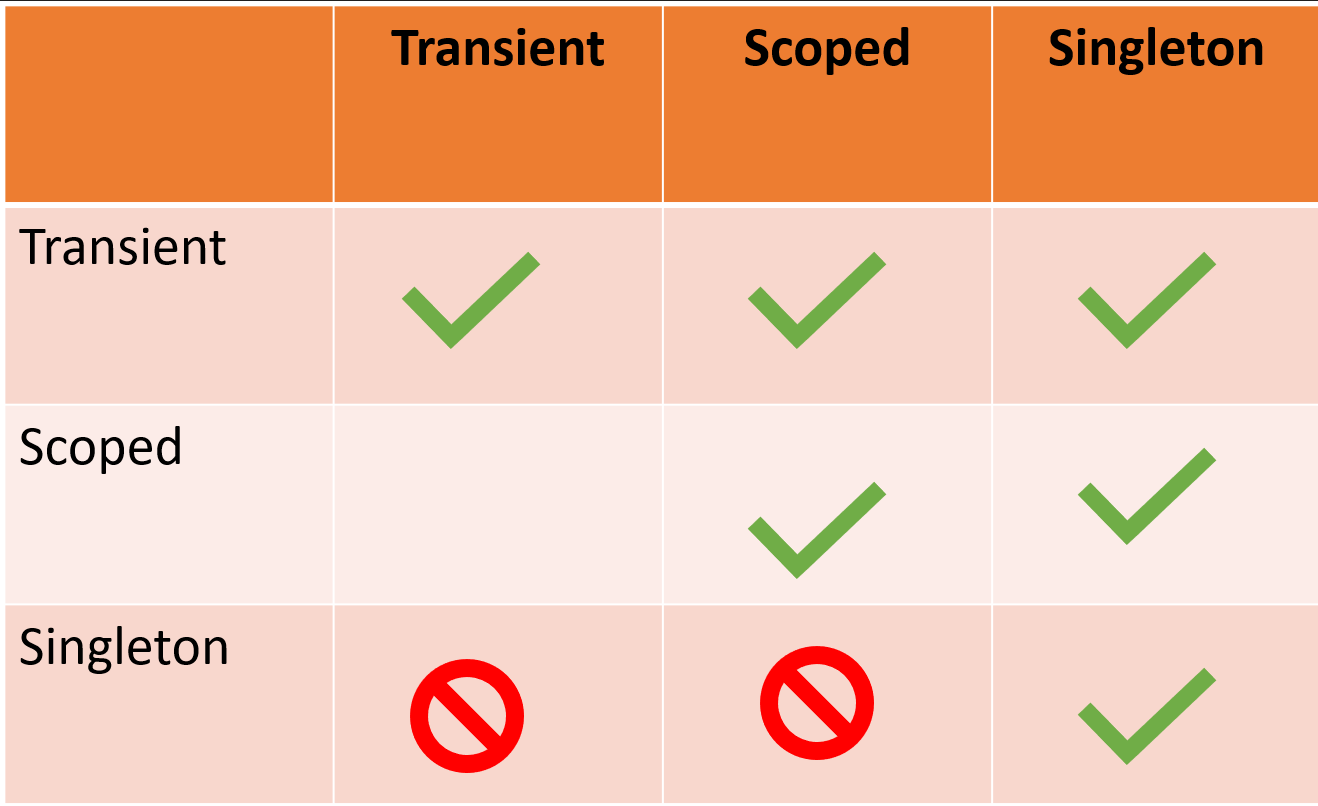 Transient Scoped Singleton
Transient
Scoped
Singleton